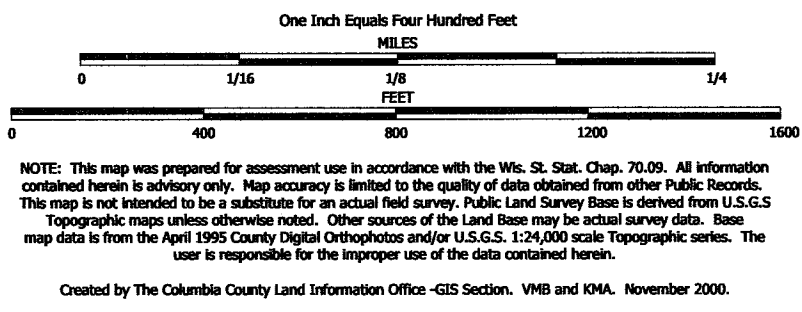 One Inch Equals Four Hundred Feet
MILES
0 1/16 1/8 1/4
FEET
0 400 800 1200 1600
NOTE: This map was prepared for assessment use in accordance with the Wis. St. Stat. Chap. 70.09. All information
contained herein is advisory only. Map accuracy is limited to the quality of data obtained from other Public Records.
This map is not intended to be a substitute for an actual field survey. Public Land Survey Base is derived from U.S.G.S
Topographic maps unless otherwise noted. Other sources of the Land Base may be actual survey data. Base
map data is from the April 1995 County Digital Orthophotos and/or U.S.G.S. 1:24,000 scale Topographic series. The
user is responsible for the improper use of the data contained herein.
Created by The Columbia County Land Information Office -GIS Section. VMB and KMA. November 2000.